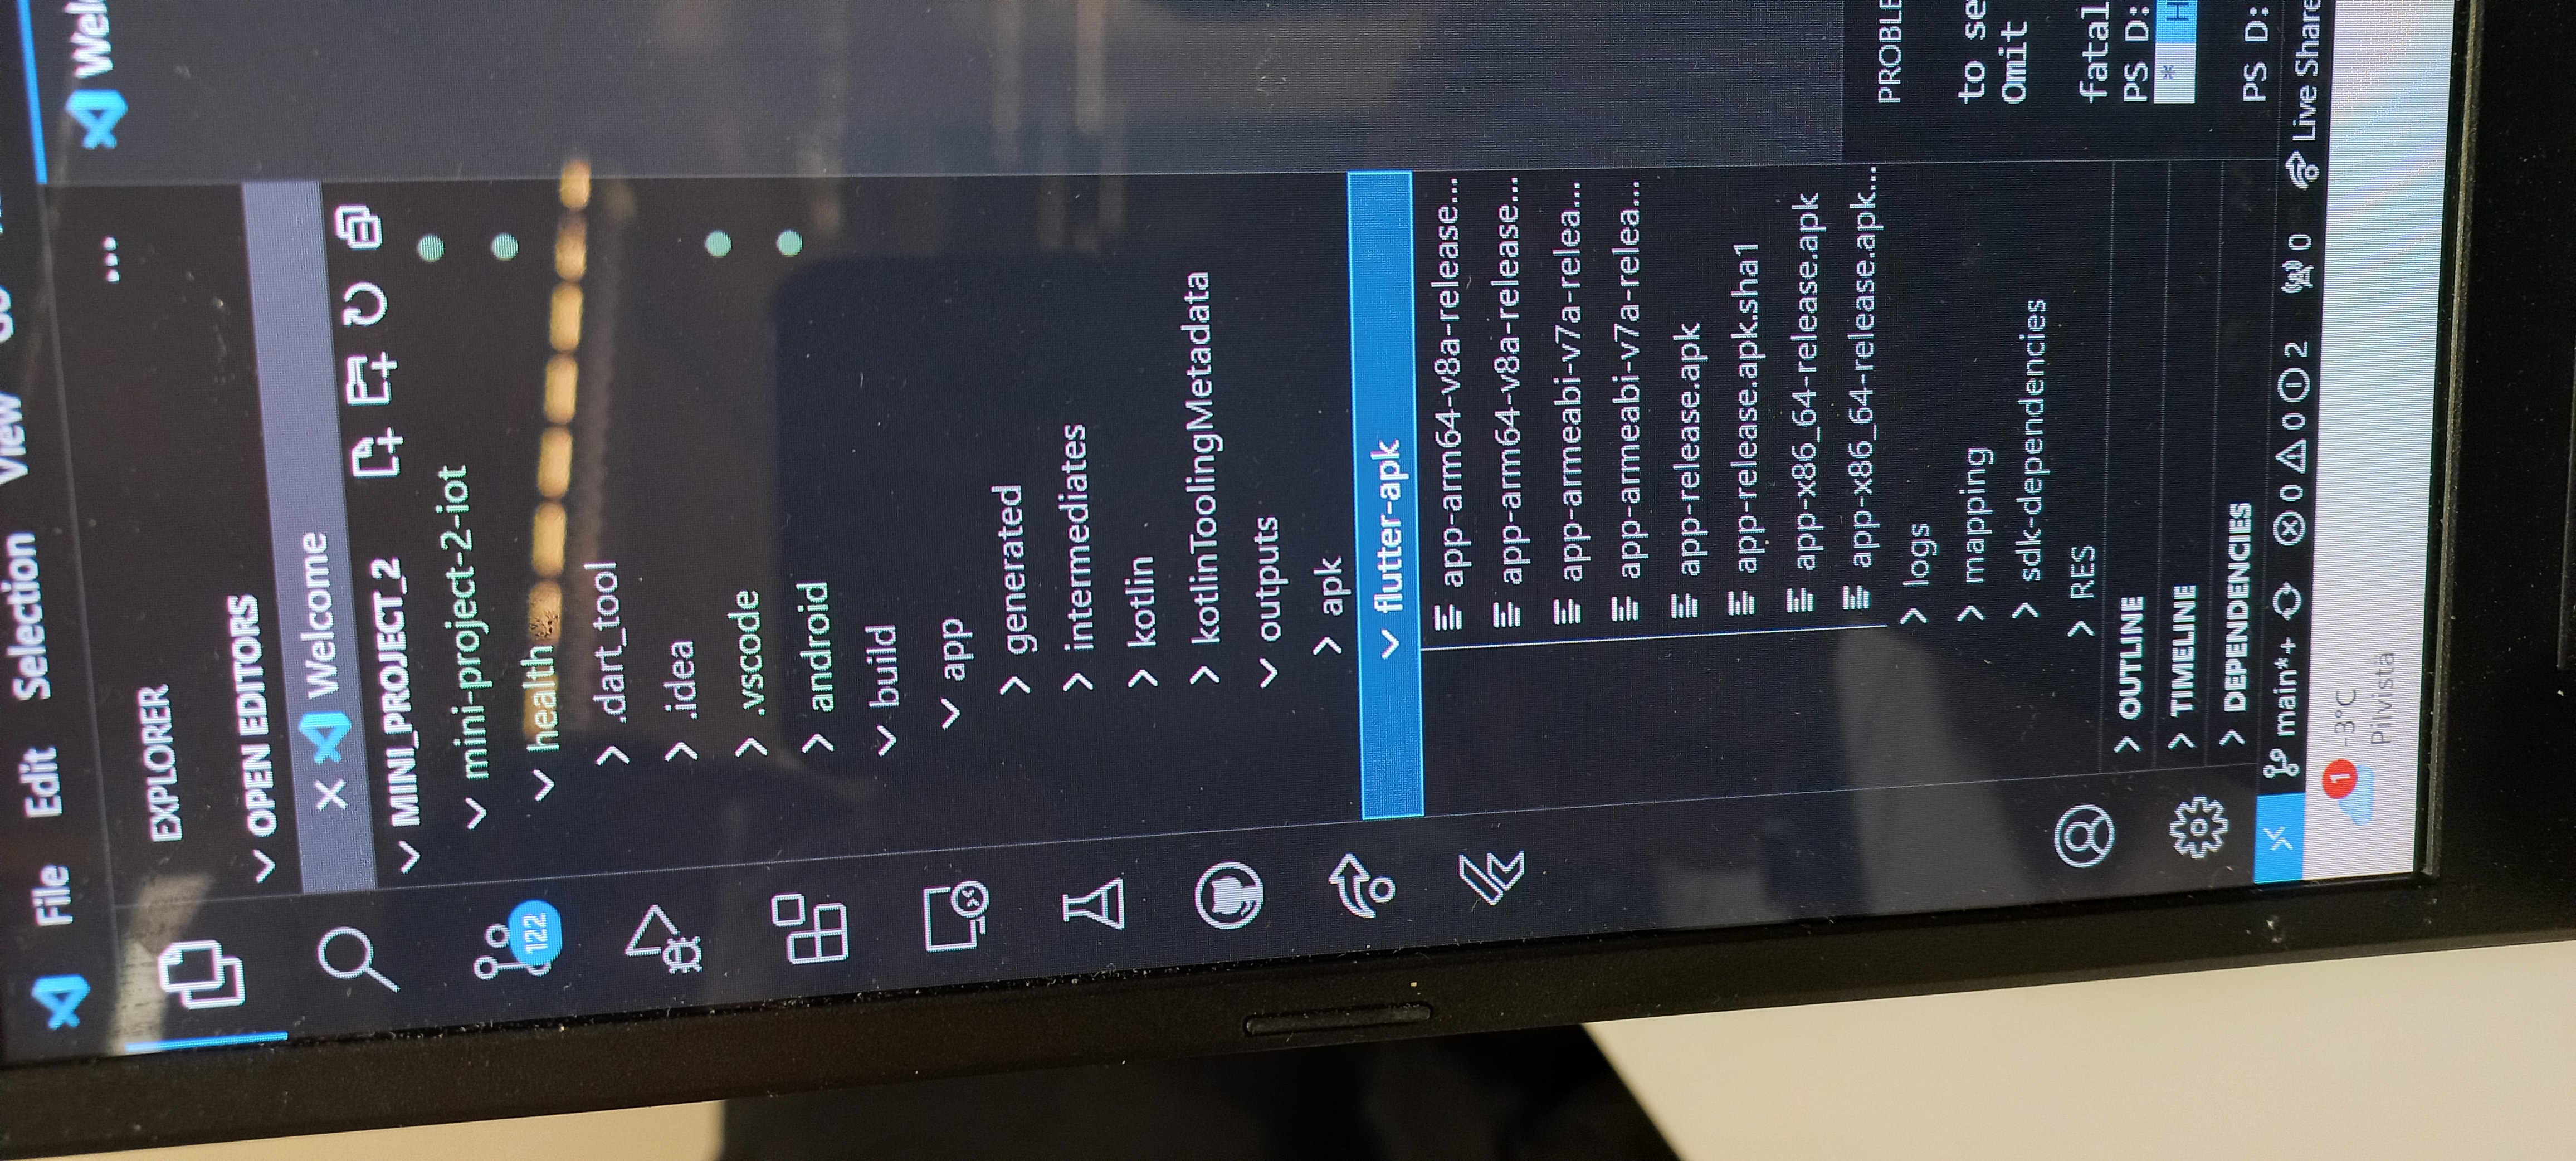 File Edit Selection View Go
EXPLORER
Wel
OPEN EDITORS
Welcome
MINI_PROJECT_2
mini-project-2-iot
122
health
.dart_tool
.idea
.vscode
android
build
app
generated
intermediates
kotlin
kotlinToolingMetadata
outputs
apk
flutter-apk
app-arm64-v8a-release...
app-arm64-v8a-release...
app-armeabi-v7a-relea...
app-armeabi-v7a-relea...
app-release.apk
app-release.apk.sha1
app-x86_64-release.apk
app-x86_64-release.apk...
logs
mapping
sdk-dependencies
RES
OUTLINE
TIMELINE
DEPENDENCIES
PROBLE
to se
Omit
fatal
PS D:
* H
PS D:
main*+ 0 0 2 0 Live Share
1 -3°C
Pilvistä